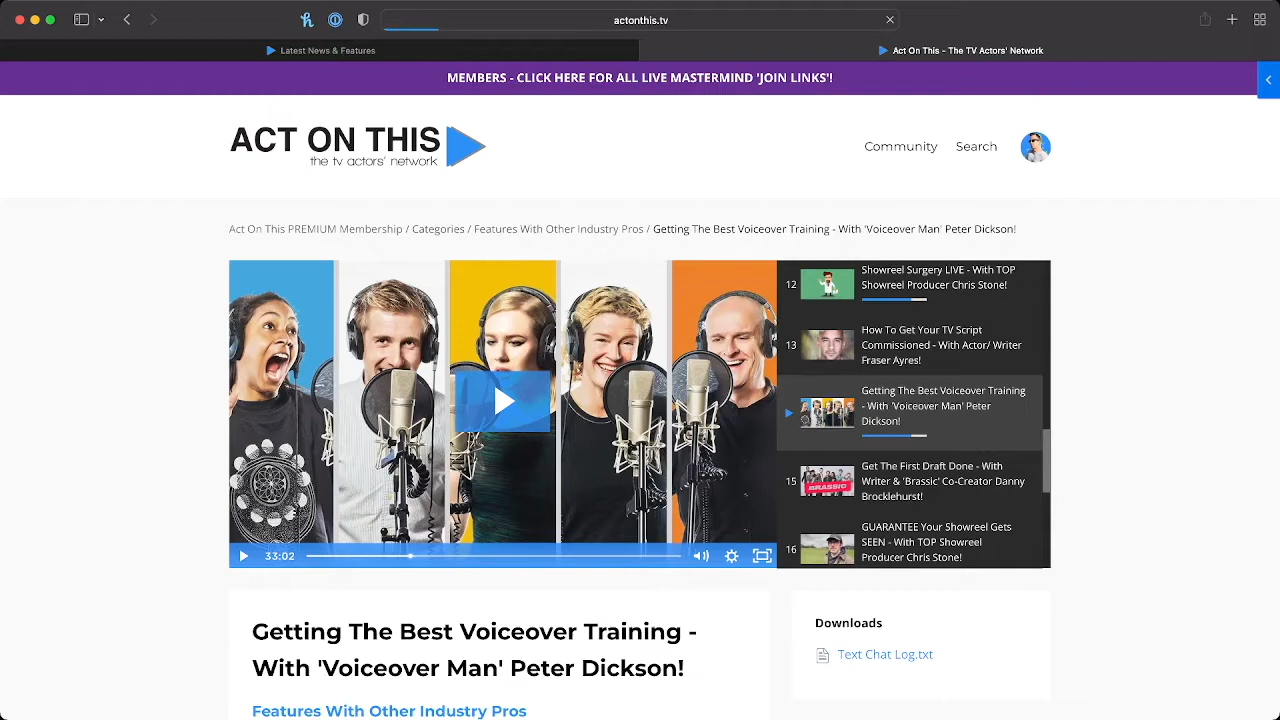 actonthis.tv
Latest News & Features
Act On This - The TV Actors' Network
MEMBERS - CLICK HERE FOR ALL LIVE MASTERMIND 'JOIN LINKS'!
ACT ON THIS
the tv actors' network
Community
Search
Act On This PREMIUM Membership / Categories / Features With Other Industry Pros / Getting The Best Voiceover Training - With 'Voiceover Man' Peter Dickson!
12
Showreel Surgery LIVE - With TOP
Showreel Producer Chris Stone!
13
How To Get Your TV Script
Commissioned - With Actor/ Writer
Fraser Ayres!
Getting The Best Voiceover Training
- With 'Voiceover Man' Peter
Dickson!
15
BRASSIC
Get The First Draft Done - With
Writer & 'Brassic' Co-Creator Danny
Brocklehurst!
16
GUARANTEE Your Showreel Gets
SEEN - With TOP Showreel
Producer Chris Stone!
33:02
Getting The Best Voiceover Training -
With 'Voiceover Man' Peter Dickson!
Features With Other Industry Pros
Downloads
Text Chat Log.txt